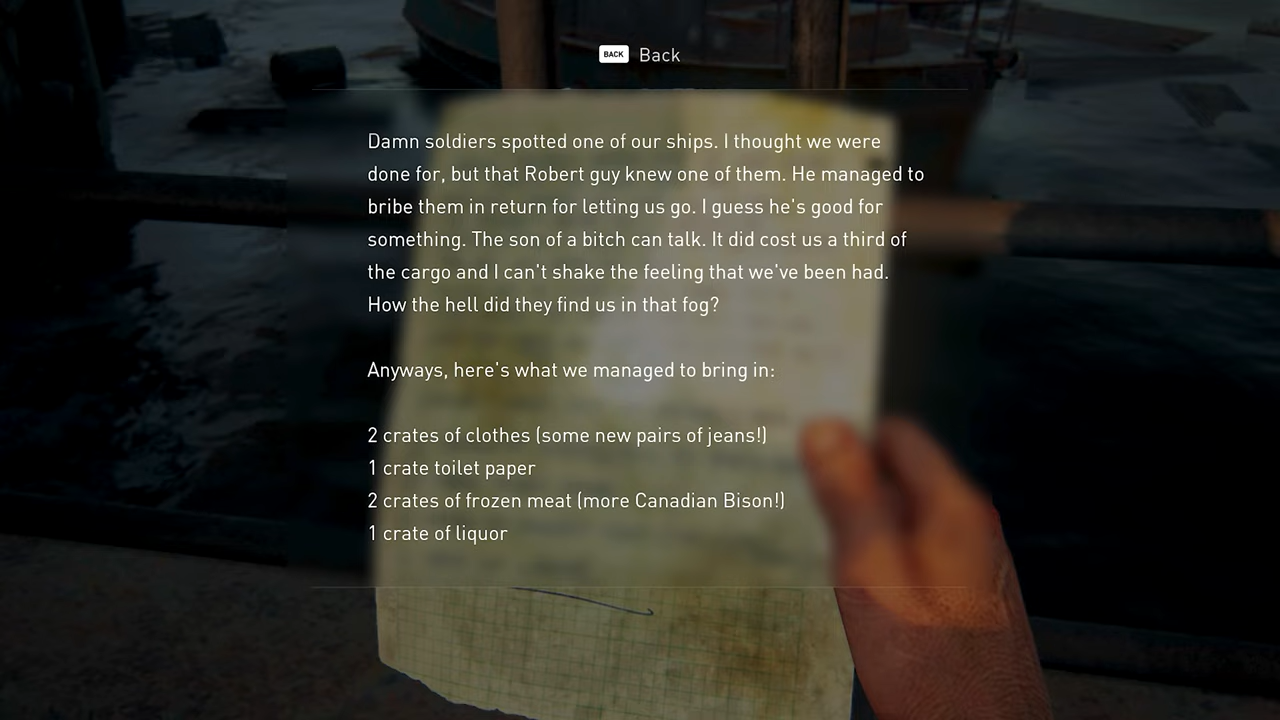 BACK Back
Damn soldiers spotted one of our ships. I thought we were
done for, but that Robert guy knew one of them. He managed to
bribe them in return for letting us go. I guess he's good for
something. The son of a bitch can talk. It did cost us a third of
the cargo and I can't shake the feeling that we've been had.
How the hell did they find us in that fog?
Anyways, here's what we managed to bring in:
2 crates of clothes (some new pairs of jeans!)
1 crate toilet paper
2 crates of frozen meat (more Canadian Bison!)
1 crate of liquor